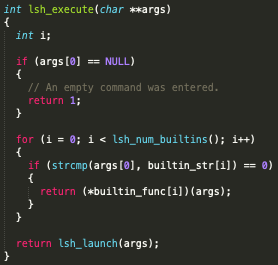 int lsh_execute(char **args)
{
  int i;

  if (args[0] == NULL)
  {
    // An empty command was entered.
    return 1;
  }

  for (i = 0; i < lsh_num_builtins(); i++)
  {
    if (strcmp(args[0], builtin_str[i]) == 0)
    {
      return (*builtin_func[i])(args);
    }
  }

  return lsh_launch(args);
}